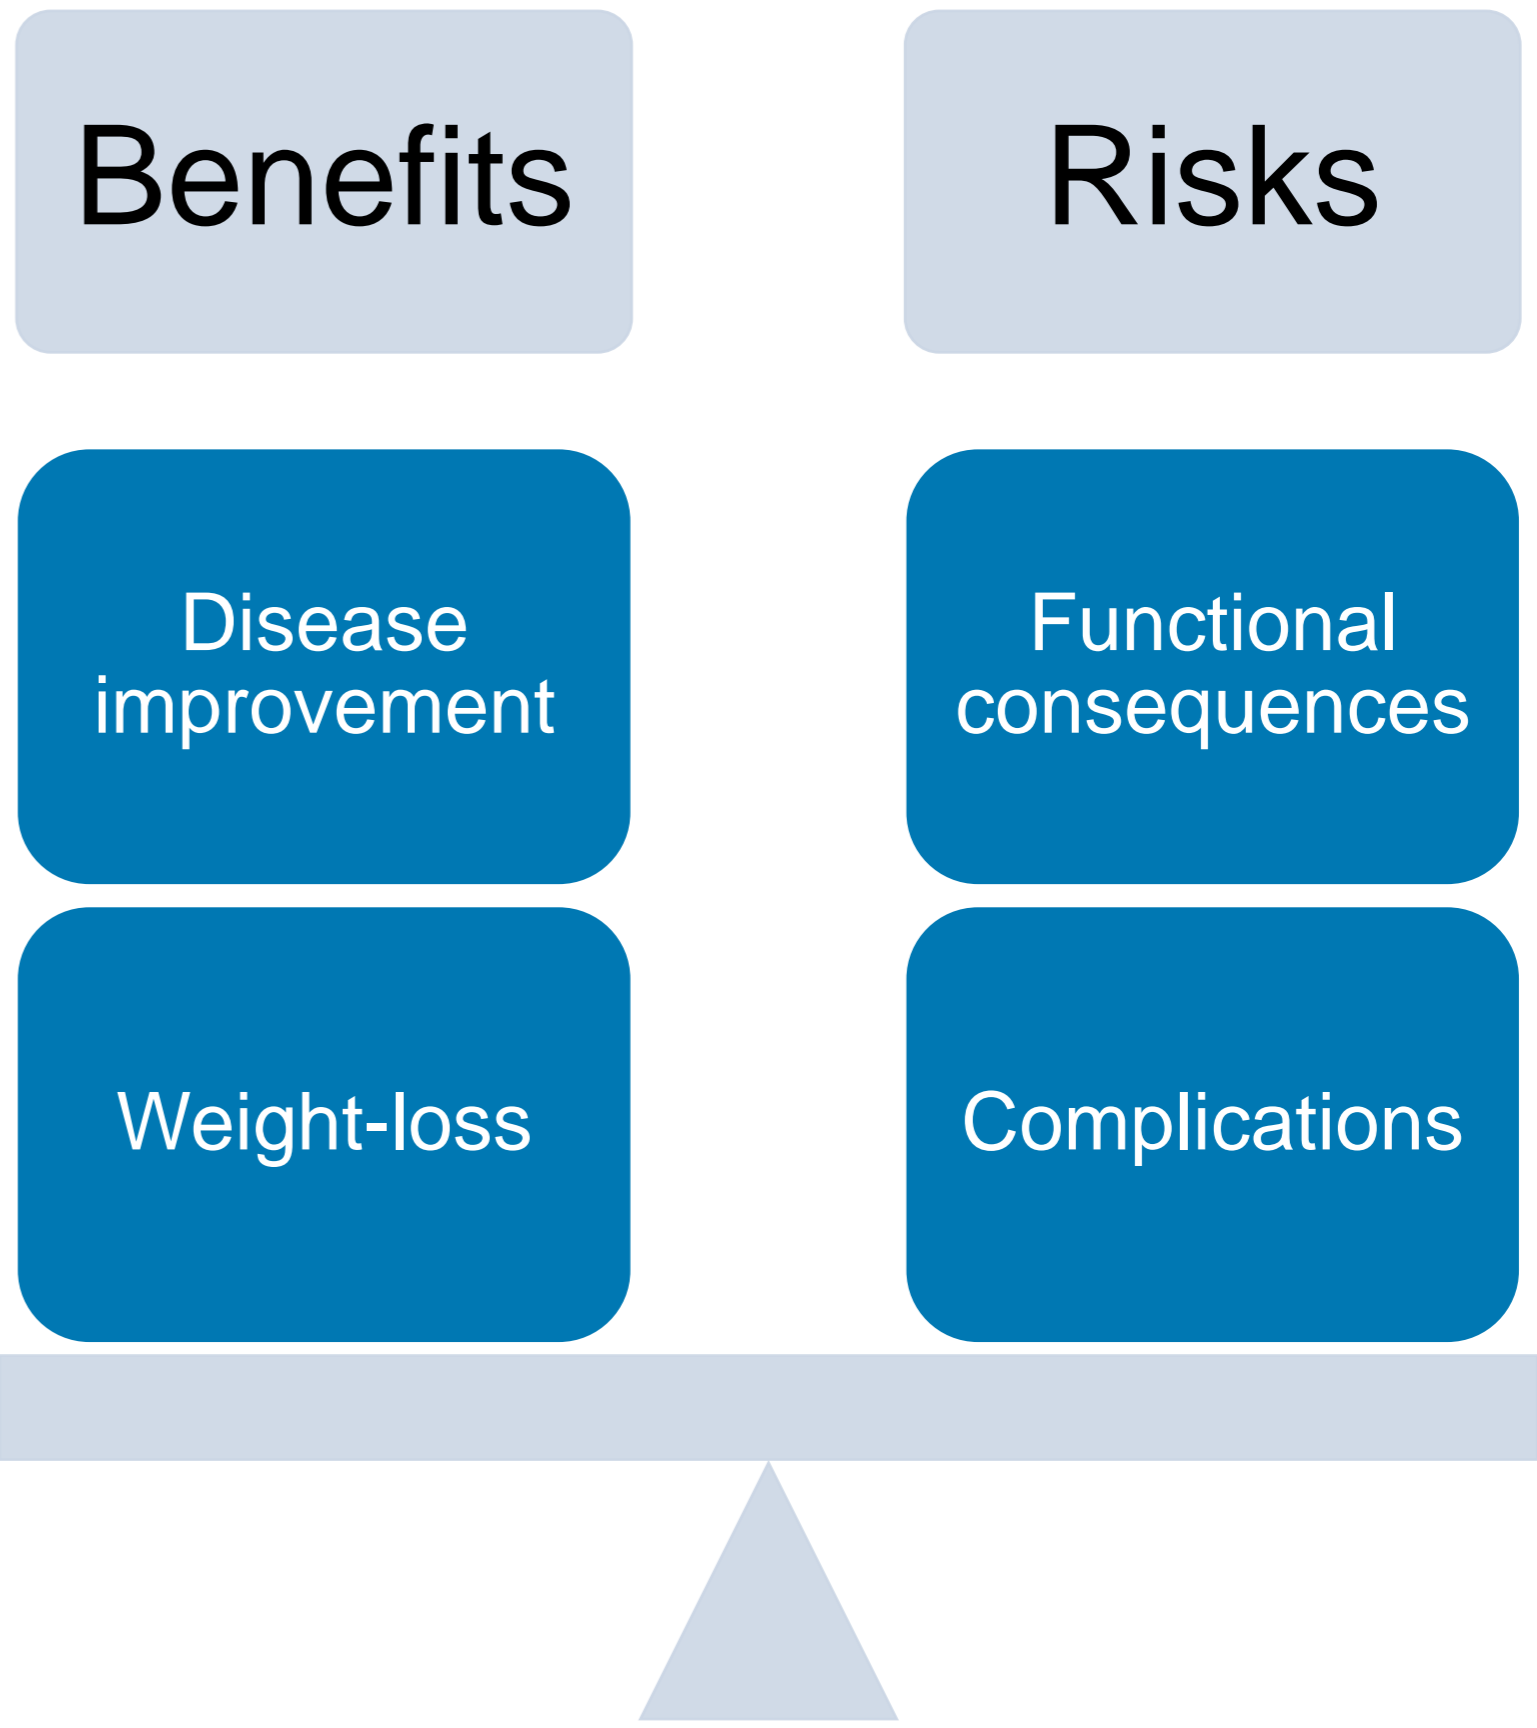 Benefits
Risks
Disease
improvement
Functional
consequences
Weight-loss
Complications